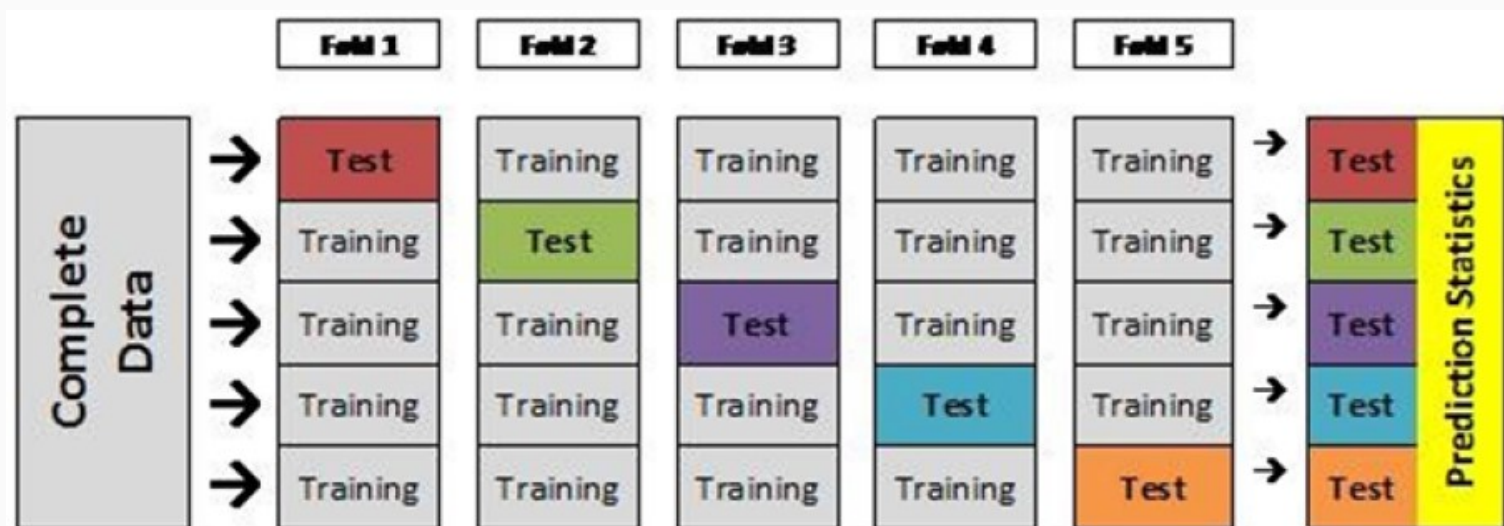 Fold 1 Fold 2 Fold 3 Fold 4 Fold 5
Complete
Data
Test Training Training Training Training Test
Training Test Training Training Training Test
Training Training Test Training Training Test
Training Training Training Test Training Test
Training Training Training Training Test Test
Prediction Statistics